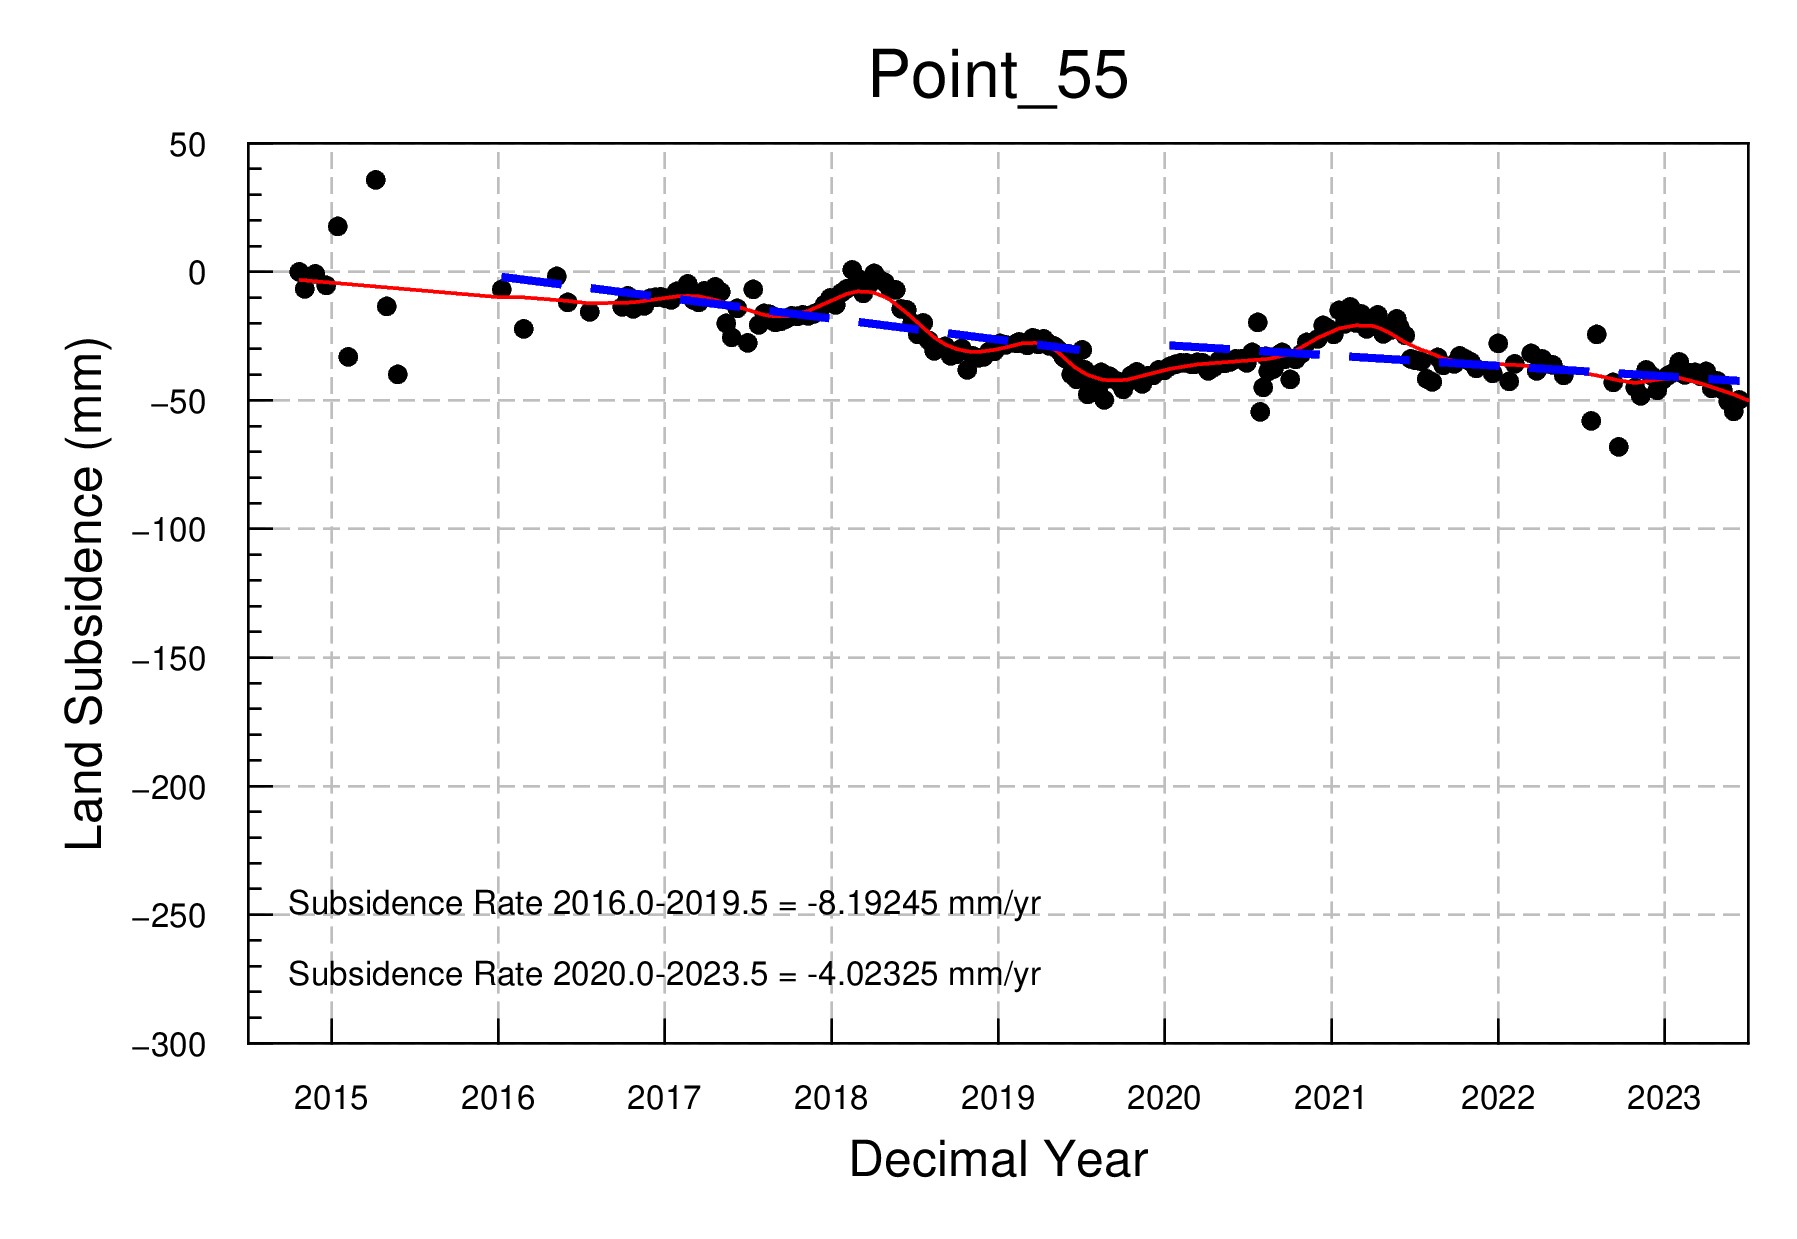 Point_55
50
0
−50
−100
−150
−200
−250
−300
Land Subsidence (mm)
Subsidence Rate 2016.0-2019.5 = -8.19245 mm/yr
Subsidence Rate 2020.0-2023.5 = -4.02325 mm/yr
2015 2016 2017 2018 2019 2020 2021 2022 2023
Decimal Year